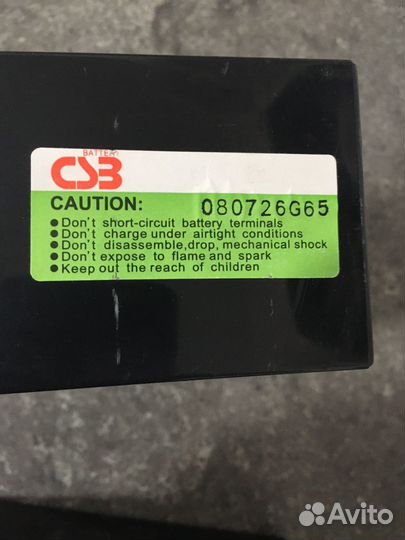 BATTERY
CSB
CAUTION: 080726G65
●Don't short-circuit battery terminals
●Don't charge under airtight conditions
●Don't disassemble,drop, mechanical shock
●Don't expose to flame and spark
●Keep out the reach of children
Avito